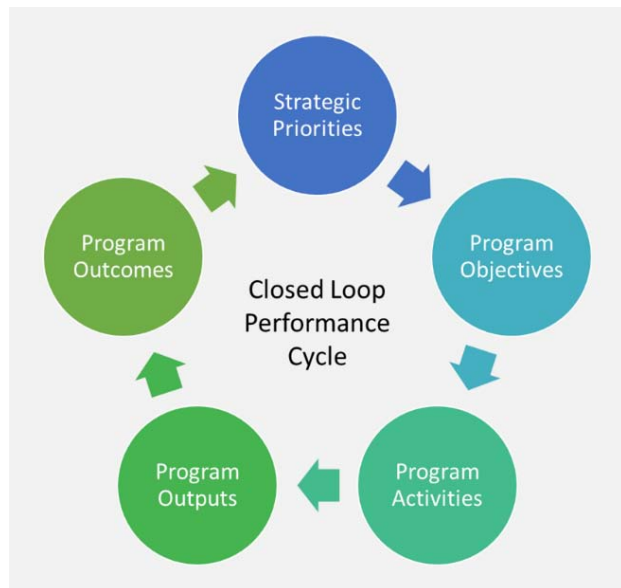 Strategic
Priorities
Program
Objectives
Program
Activities
Program
Outputs
Program
Outcomes
Closed Loop
Performance
Cycle